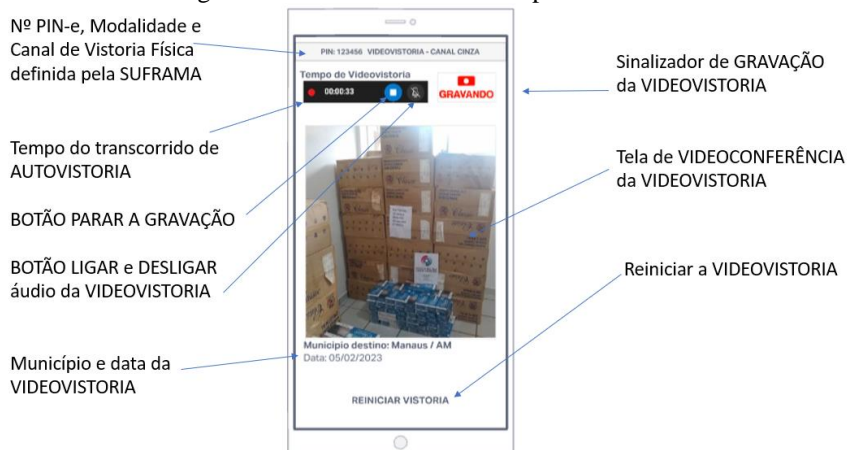 Nº PIN-e, Modalidade e
Canal de Vistoria Física
definida pela SUFRAMA
Tempo do transcorrido de
AUTOVISTORIA
BOTÃO PARAR A GRAVAÇÃO
BOTÃO LIGAR e DESLIGAR
áudio da VIDEOVISTORIA
Município e data da
VIDEOVISTORIA
PIN: 123456 VIDEOVISTORIA - CANAL CINZA
Tempo de Videovistoria
00:00:33
GRAVANDO
Município destino: Manaus / AM
Data: 05/02/2023
REINICIAR VISTORIA
Sinalizador de GRAVAÇÃO
da VIDEOVISTORIA
Tela de VIDEOCONFERÊNCIA
da VIDEOVISTORIA
Reiniciar a VIDEOVISTORIA